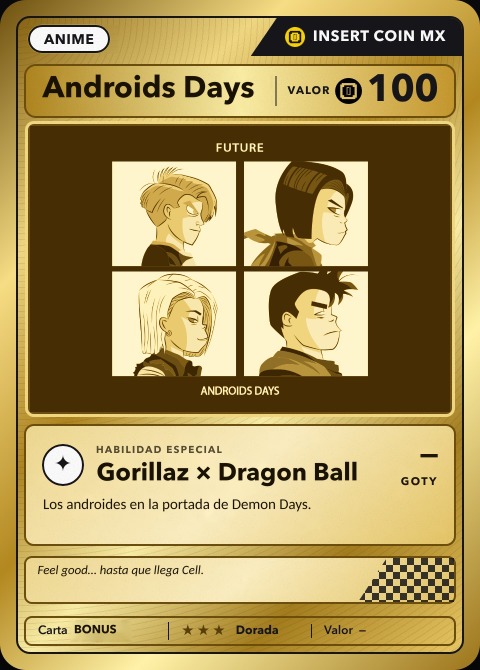 ANIME
INSERT COIN MX
Androids Days
VALOR 100
FUTURE
ANDROIDS DAYS
HABILIDAD ESPECIAL
Gorillaz × Dragon Ball
—
GOTY
Los androides en la portada de Demon Days.
Feel good... hasta que llega Cell.
Carta BONUS
★ ★ ★ Dorada
Valor —